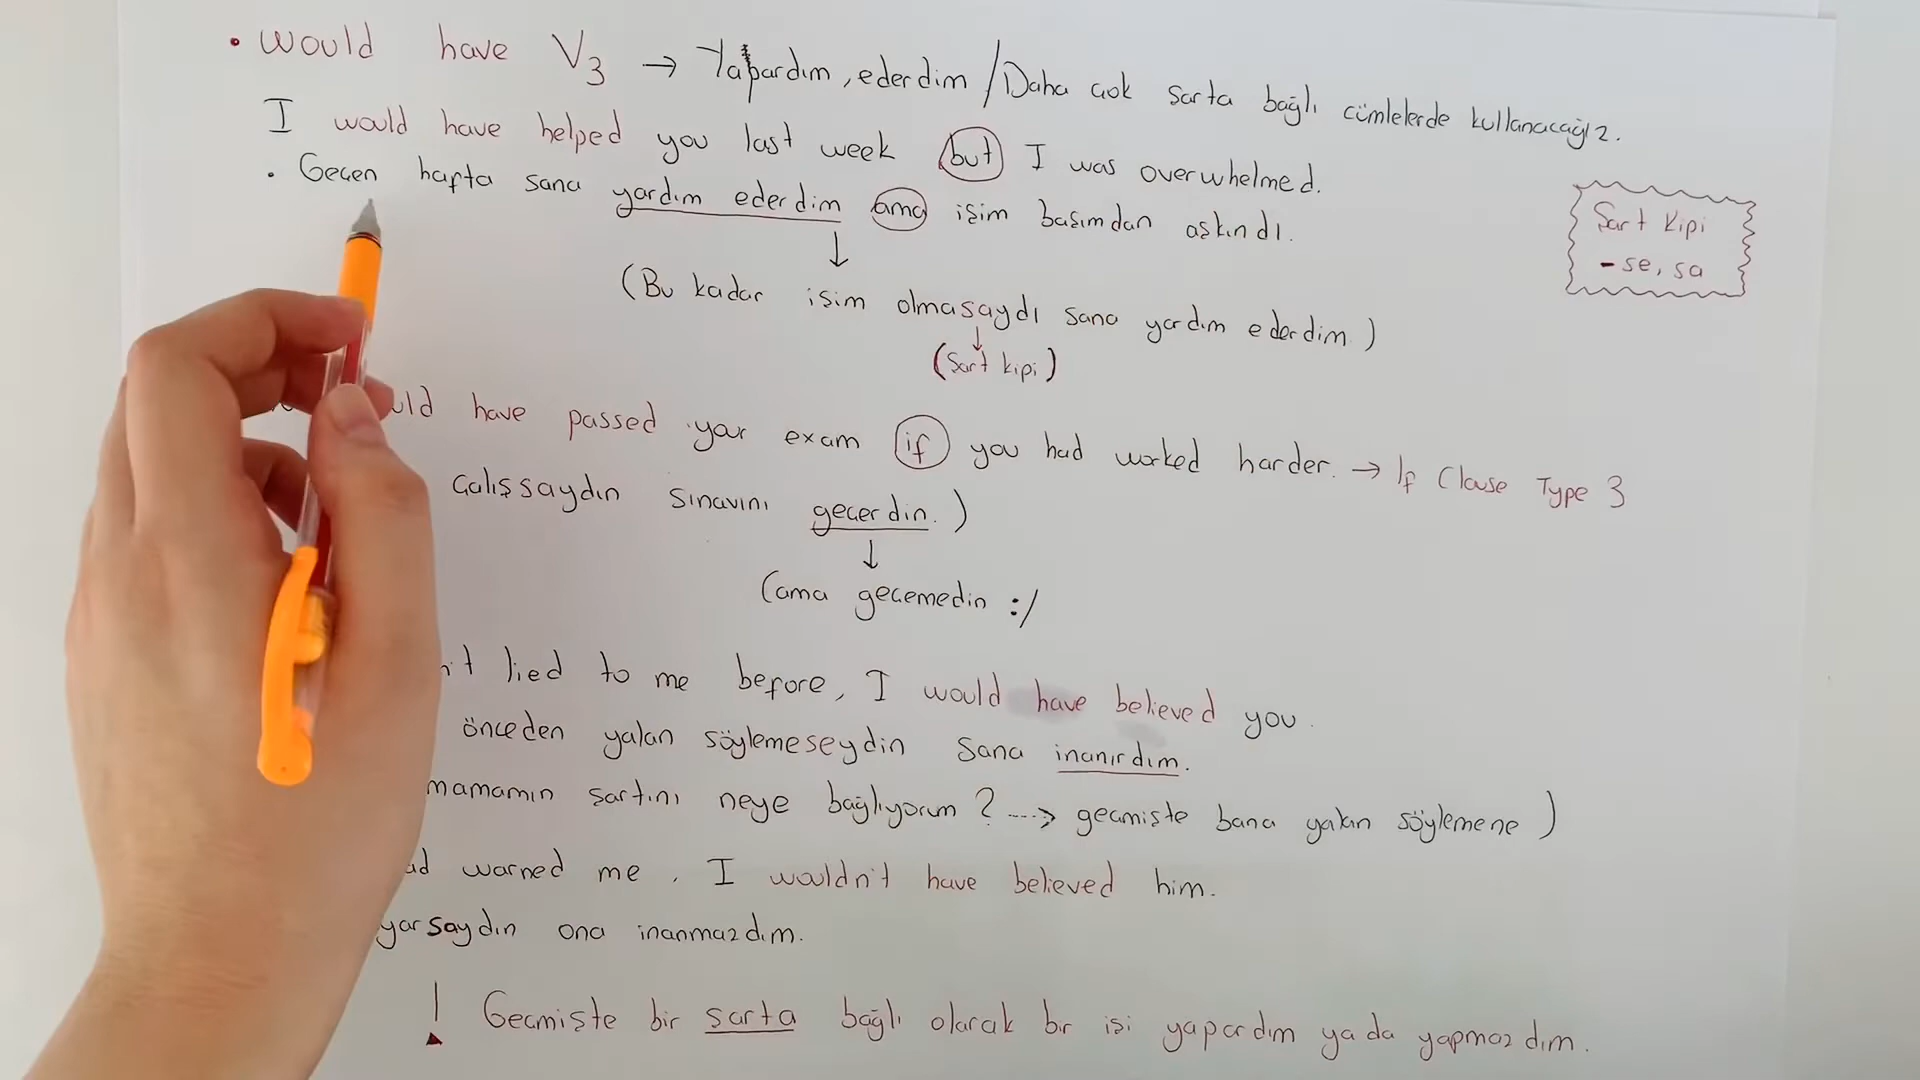 • would have V3 → Yapardım, ederdim / Daha çok şarta bağlı cümlelerde kullanacağız.
I would have helped you last week but I was overwhelmed.
• Geçen hafta sana yardım ederdim ama işim başımdan aşkındı.
Şart kipi
-se, sa
↓
(Bu kadar işim olmasaydı sana yardım ederdim.)
↓
(Şart kipi)
have passed your exam if you had worked harder. → If Clause Type 3
çalışsaydın sınavını geçerdin.)
↓
(ama geçemedin :/
lied to me before, I would have believed you.
önceden yalan söylemeseydin sana inanırdım.
şartını neye bağlıyorum? ....> geçmişte bana yalan söylemene)
warned me, I wouldn't have believed him.
ona inanmazdım.
! Geçmişte bir şarta bağlı olarak bir işi yapardım ya da yapmazdım.